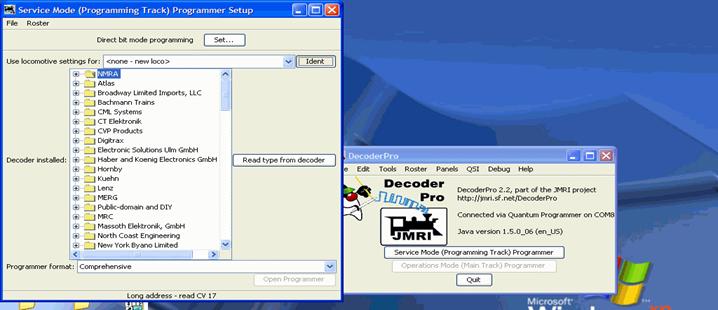 Service Mode (Programming Track) Programmer Setup
File Roster
Direct bit mode programming Set...
Use locomotive settings for: <none - new loco> Ident
NMRA
Atlas
Broadway Limited Imports, LLC
Bachmann Trains
CML Systems
CT Elektronik
CVP Products
Digitrax
Electronic Solutions Ulm GmbH
Decoder installed: Haber and Koenig Electronics GmbH Read type from decoder
Hornby
Kuehn
Lenz
MERG
Public-domain and DIY
MRC
Massoth Elektronik, GmbH
North Coast Engineering
New York Byano Limited
Programmer format: Comprehensive
Open Programmer
Long address - read CV 17
DecoderPro
Edit Tools Roster Panels QSI Debug Help
Decoder
Pro
JMRI
DecoderPro 2.2, part of the JMRI project
http://jmri.sf.net/DecoderPro
Connected via Quantum Programmer on COM8
Java version 1.5.0_06 (en_US)
Service Mode (Programming Track) Programmer
Operations Mode (Main Track) Programmer
Quit
Microsoft